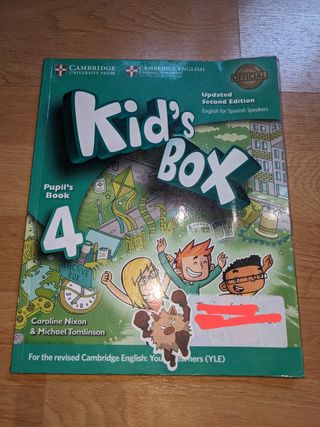 CAMBRIDGE
UNIVERSITY PRESS
CAMBRIDGE ENGLISH
OFFICIAL
Updated
Second Edition
English for Spanish Speakers
Kid's
BOX
Pupil's
Book
4
Caroline Nixon
& Michael Tomlinson
For the revised Cambridge English: You Learners (YLE)